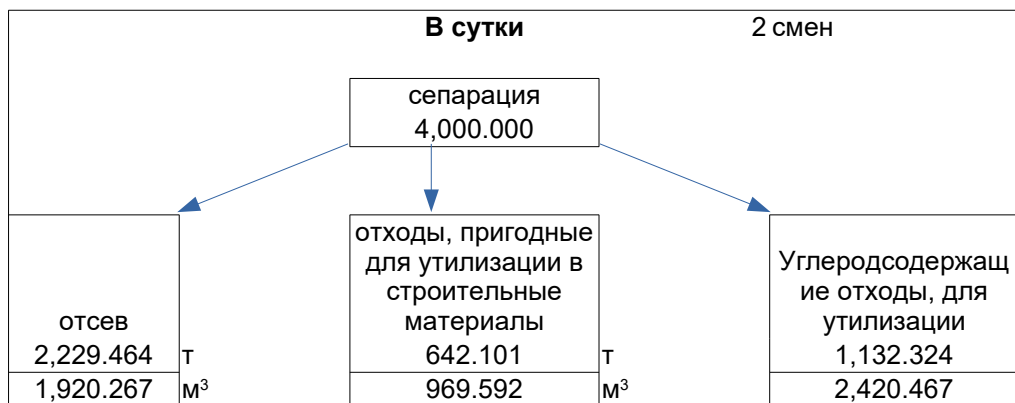 В сутки 2 смен
сепарация
4,000.000
отсев
2,229.464 т
1,920.267 м³
отходы, пригодные
для утилизации в
строительные
материалы
642.101 т
969.592 м³
Углеродсодержащ
ие отходы, для
утилизации
1,132.324
2,420.467